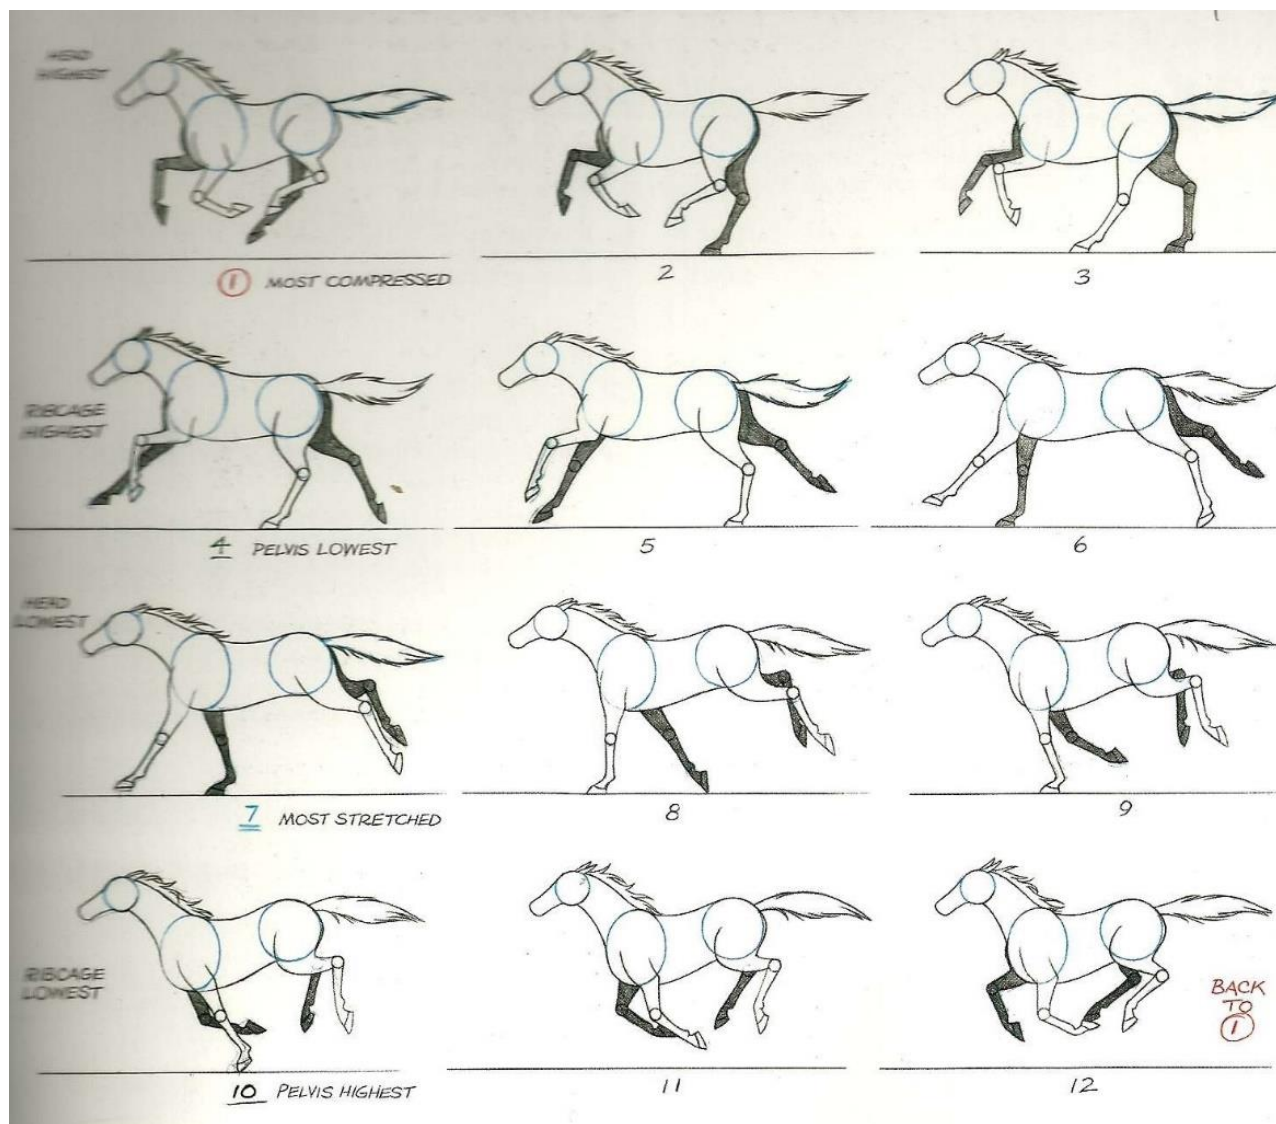 HEAD
HIGHEST
① MOST COMPRESSED
2
3
RIBCAGE
HIGHEST
4 PELVIS LOWEST
5
6
HEAD
LOWEST
7 MOST STRETCHED
8
9
RIBCAGE
LOWEST
10 PELVIS HIGHEST
11
12
BACK
TO
①